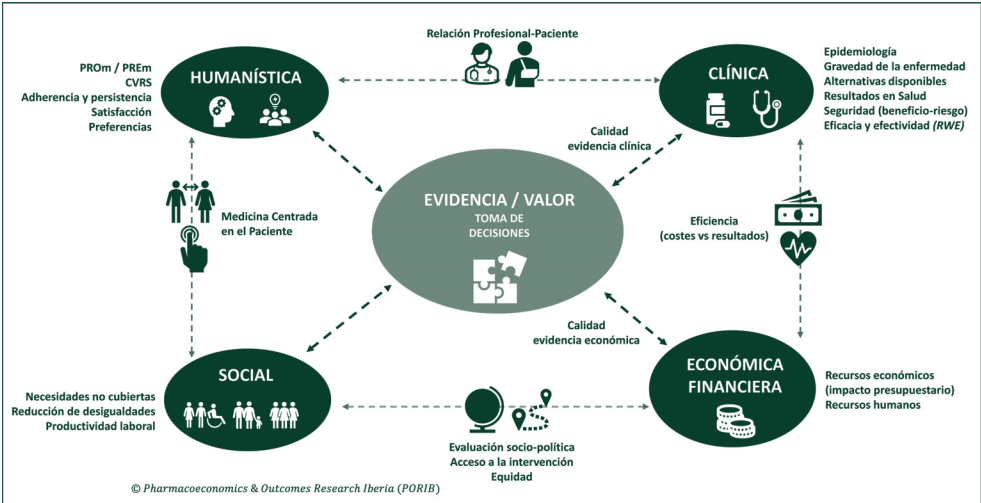 Relación Profesional-Paciente
HUMANÍSTICA
PROm / PREm
CVRS
Adherencia y persistencia
Satisfacción
Preferencias
CLÍNICA
Epidemiología
Gravedad de la enfermedad
Alternativas disponibles
Resultados en Salud
Seguridad (beneficio-riesgo)
Eficacia y efectividad (RWE)
Calidad
evidencia clínica
EVIDENCIA / VALOR
TOMA DE
DECISIONES
Medicina Centrada
en el Paciente
Eficiencia
(costes vs resultados)
Calidad
evidencia económica
SOCIAL
Necesidades no cubiertas
Reducción de desigualdades
Productividad laboral
ECONÓMICA
FINANCIERA
Recursos económicos
(impacto presupuestario)
Recursos humanos
Evaluación socio-política
Acceso a la intervención
Equidad
© Pharmacoeconomics & Outcomes Research Iberia (PORIB)